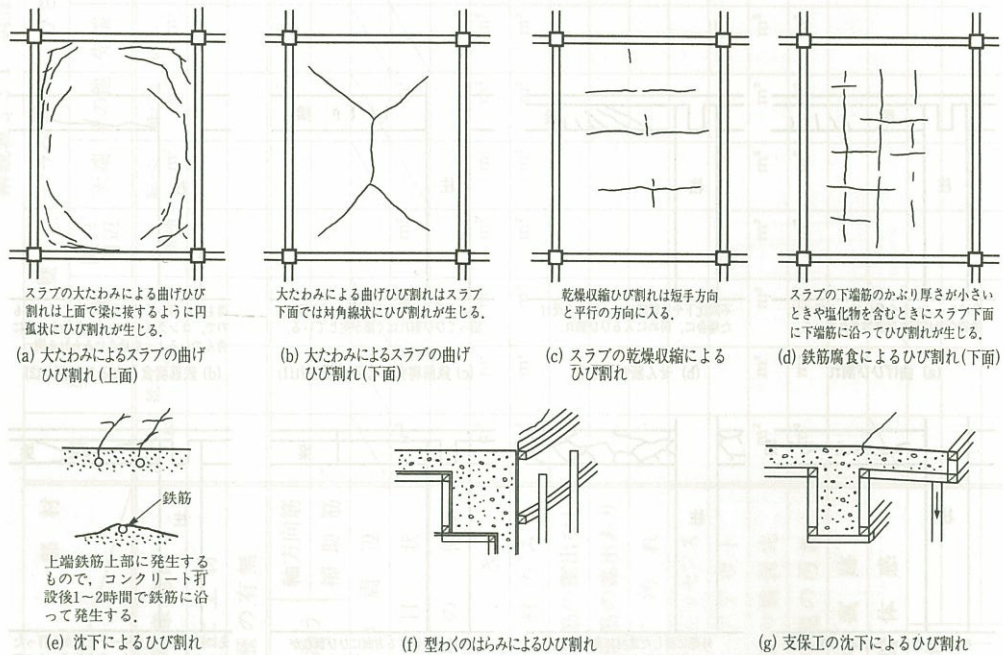 スラブの大たわみによる曲げひび
割れは上面で梁に接するように円
孤状にひび割れが生じる。
(a) 大たわみによるスラブの曲げ
ひび割れ(上面)
大たわみによる曲げひび割れはスラブ
下面では対角線状にひび割れが生じる。
(b) 大たわみによるスラブの曲げ
ひび割れ(下面)
乾燥収縮ひび割れは短手方向
と平行の方向に入る。
(c) スラブの乾燥収縮による
ひび割れ
スラブの下端筋のかぶり厚さが小さい
ときや塩化物を含むときにスラブ下面
に下端筋に沿ってひび割れが生じる。
(d) 鉄筋腐食によるひび割れ(下面)
鉄筋
上端鉄筋上部に発生する
もので，コンクリート打
設後1～2時間で鉄筋に沿
って発生する.
(e) 沈下によるひび割れ
(f) 型わくのはらみによるひび割れ
(g) 支保工の沈下によるひび割れ